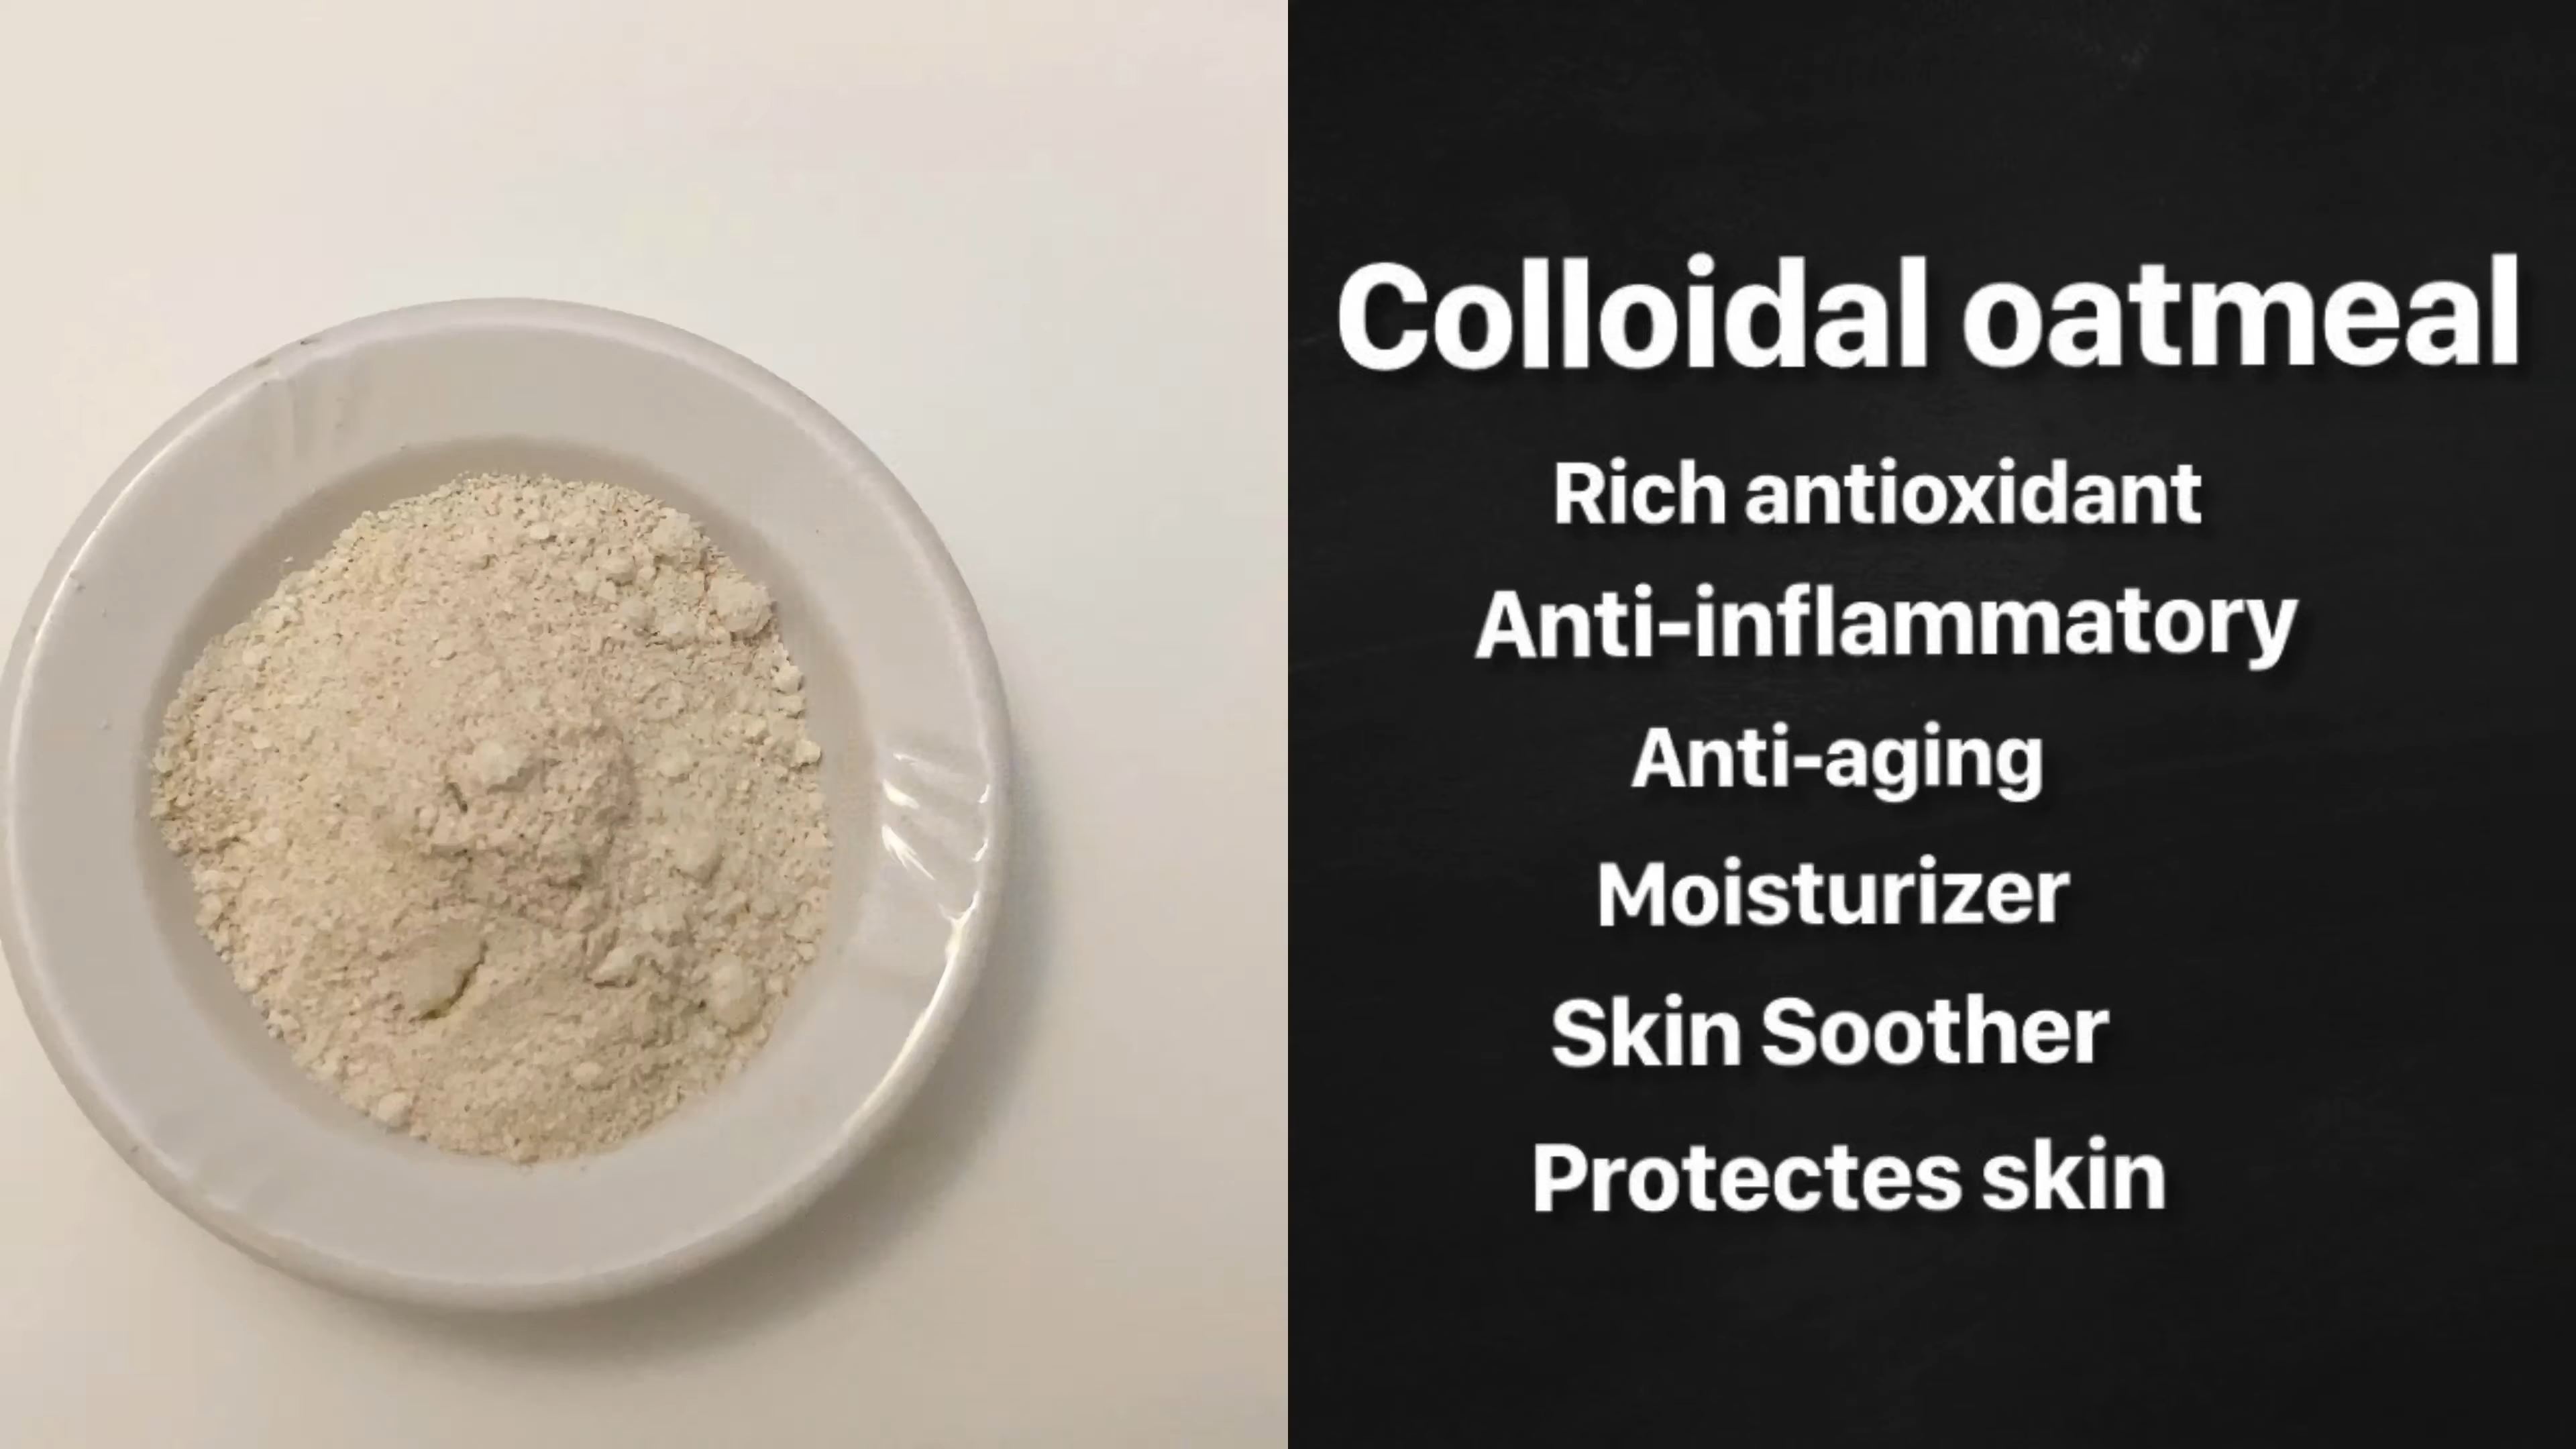 Colloidal oatmeal
Rich antioxidant
Anti-inflammatory
Anti-aging
Moisturizer
Skin Soother
Protectes skin